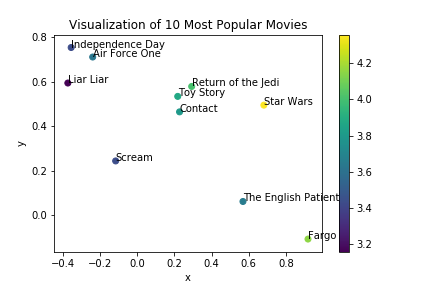 Visualization of 10 Most Popular Movies
0.8
0.6
0.4
0.2
0.0
y
Independence Day
Air Force One
Liar Liar
Return of the Jedi
Toy Story
Star Wars
Contact
Scream
The English Patient
Fargo
-0.4 -0.2 0.0 0.2 0.4 0.6 0.8
x
4.2
4.0
3.8
3.6
3.4
3.2